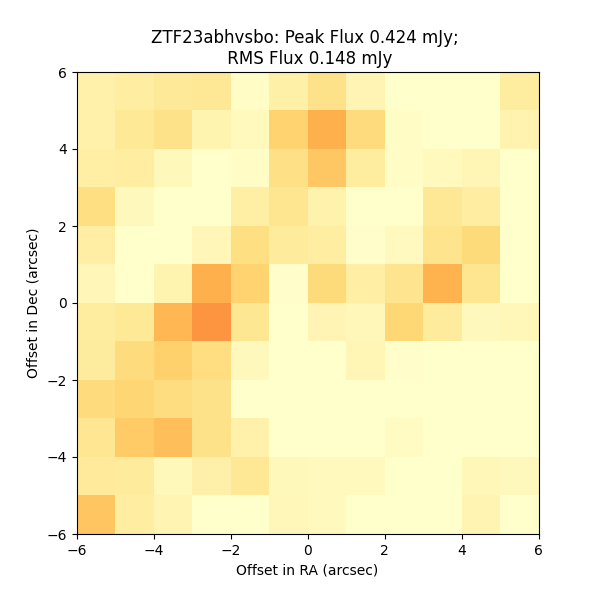 ZTF23abhvsbo: Peak Flux 0.424 mJy;
RMS Flux 0.148 mJy
6
4
2
0
−2
−4
−6
Offset in Dec (arcsec)
−6 −4 −2 0 2 4 6
Offset in RA (arcsec)